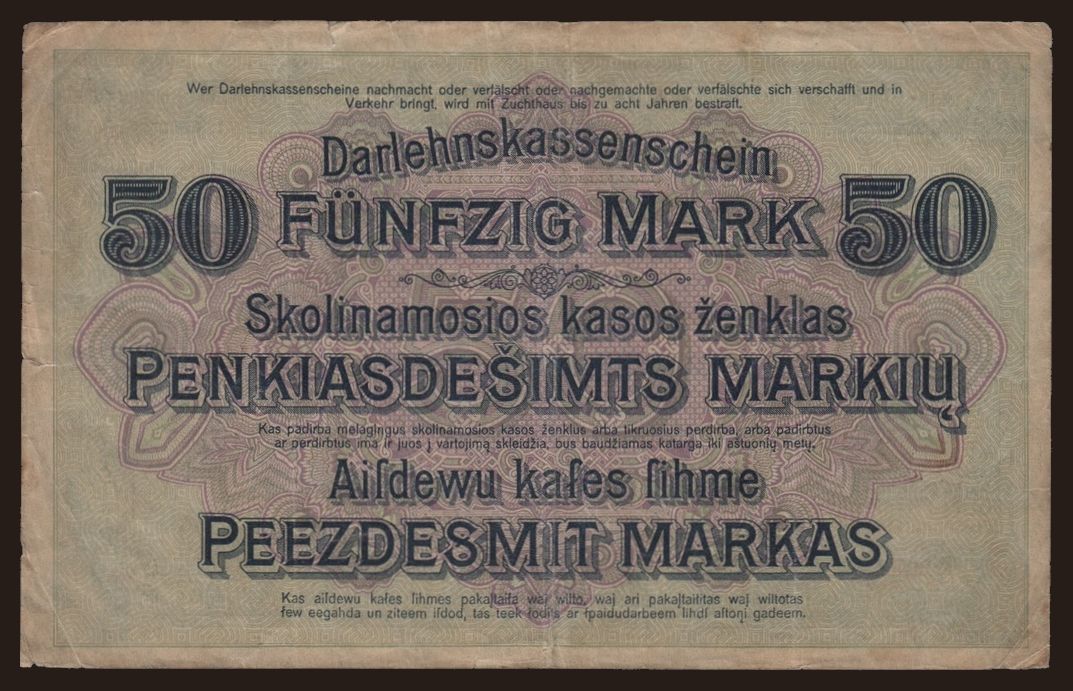 Wer Darlehnskassenscheine nachmacht oder verfälscht oder nachgemachte oder verfälschte sich verschafft und in
Verkehr bringt, wird mit Zuchthaus bis zu acht Jahren bestraft.
Darlehnskassenschein
50 FÜNFZIG MARK 50
Skolinamosios kasos ženklas
PENKIASDEŠIMTS MARKIŲ
Kas padirba melagingus skolinamosios kasos ženklus arba tikruosius perdirba, arba padirbtus
ar perdirbtus ima ir juos į vartojimą skleidžia, bus baudžiamas katarga iki aštuonių metų.
Aiſdewu kaſes ſihme
PEEZDESMIT MARKAS
Kas aiſdewu kaſes ſihmes pakaļtaiſa waj wilto, waj ari pakaļtaiſitas waj wiltotas
ſew eegahda un ziteem iſdod, tas teek ſodits ar ſpaidudarbeem lihdſ aſtoņi gadeem.